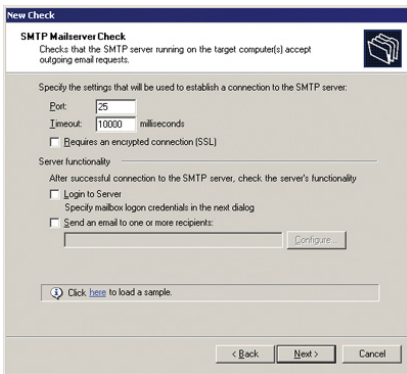 New Check
SMTP Mailserver Check
Checks that the SMTP server running on the target computer(s) accept
outgoing email requests.
Specify the settings that will be used to establish a connection to the SMTP server:
Port: 25
Timeout: 10000 milliseconds
Requires an encrypted connection (SSL)
Server functionality
After successful connection to the SMTP server, check the server's functionality
Login to Server
Specify mailbox logon credentials in the next dialog
Send an email to one or more recipients:
Configure...
Click here to load a sample.
< Back Next > Cancel